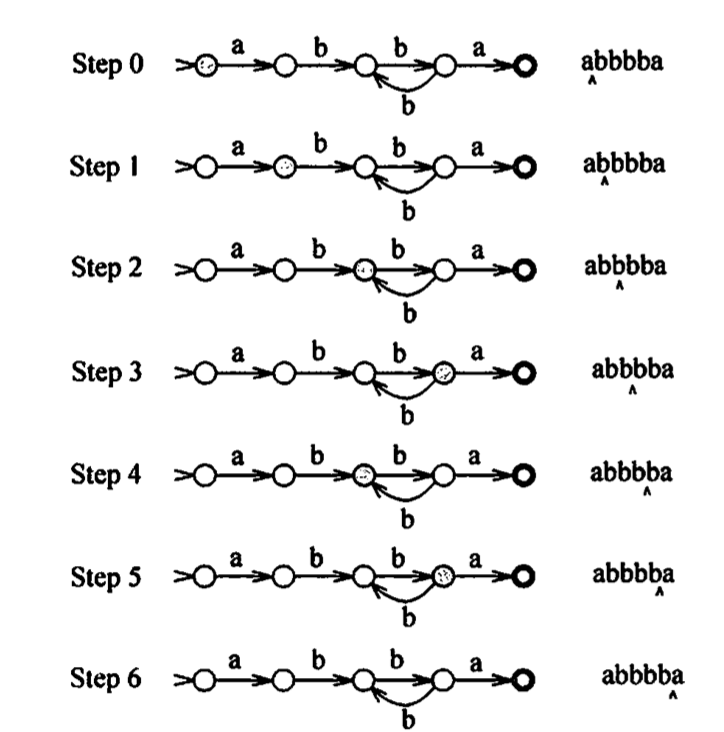 Step 0 a b b a abbbba
^
b
Step 1 a b b a abbbba
^
b
Step 2 a b b a abbbba
^
b
Step 3 a b b a abbbba
^
b
Step 4 a b b a abbbba
^
b
Step 5 a b b a abbbba
^
b
Step 6 a b b a abbbba
^
b